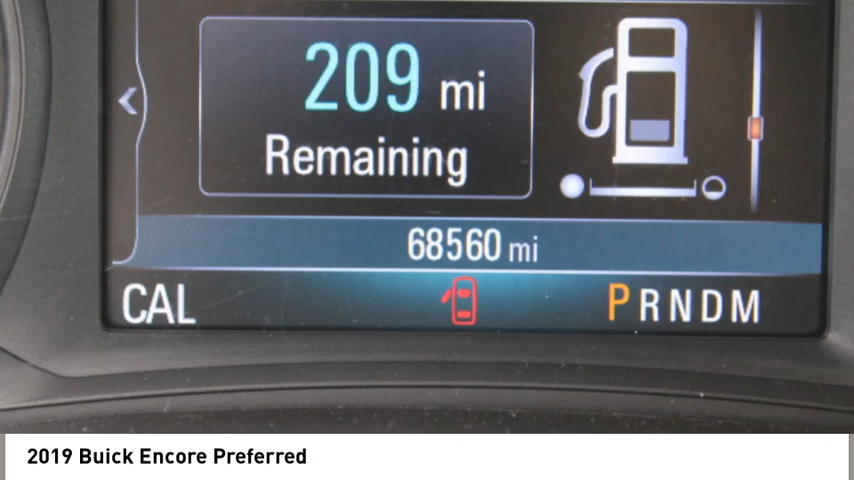 209 mi
Remaining
68560 mi
CAL
PRNDM
2019 Buick Encore Preferred